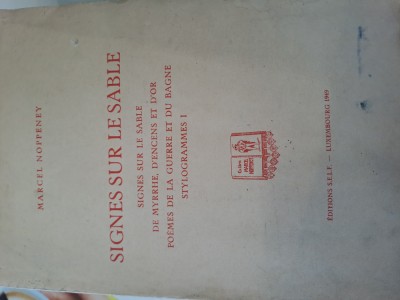 MARCEL NOPPENEY
SIGNES SUR LE SABLE
SIGNES SUR LE SABLE
DE MYRRHE, D'ENCENS ET D'OR
POÈMES DE LA GUERRE ET DU BAGNE
STYLOGRAMMES I
ÉDITIONS S.E.L.F. — LUXEMBOURG